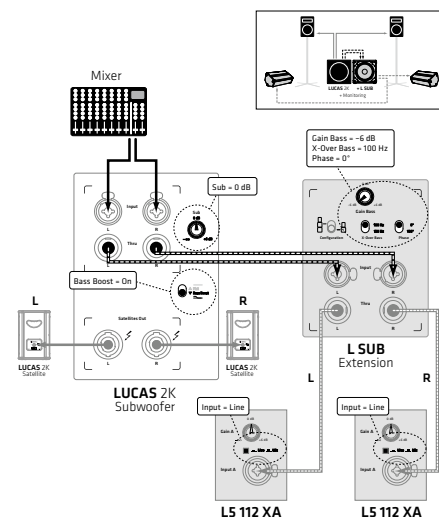 LUCAS 2K + L SUB
+ Monitoring
Mixer
Gain Bass = –6 dB
X-Over Bass = 100 Hz
Phase = 0°
Sub = 0 dB
Sub
Input
L R
Thru
L R
Gain Bass
Configuration
X-Over Bass
Phase
Input
L R
Thru
L R
Bass Boost = On
Thru
Satellites Out
L R
L
R
LUCAS 2K
Satellite
LUCAS 2K
Satellite
LUCAS 2K
Subwoofer
L SUB
Extension
L
R
Input = Line
Gain A
Input A
L5 112 XA
Input = Line
Gain A
Input A
L5 112 XA